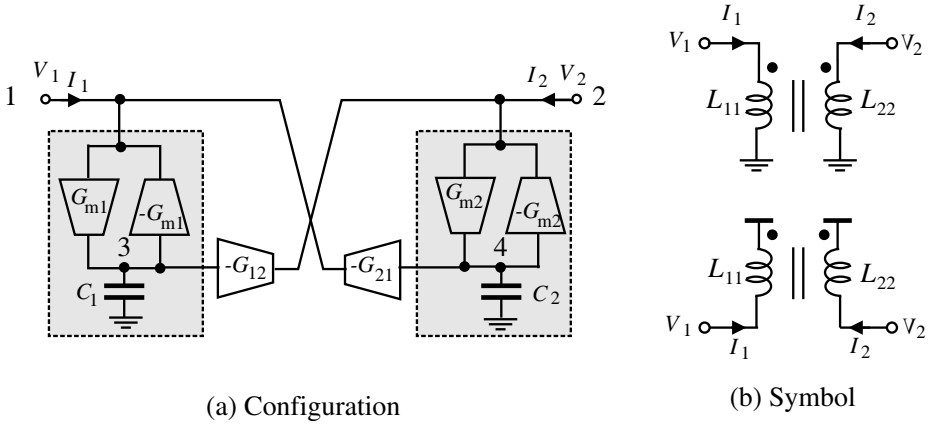 1 V1 I1 I2 V2 2
Gm1 -Gm1 Gm2 -Gm2
3 4
-G12 -G21
C1 C2
(a) Configuration
I1 I2
V1 V2
L11 L22
L11 L22
V1 V2
I1 I2
(b) Symbol